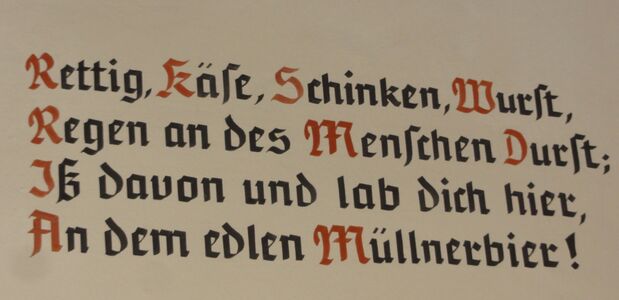 Rettig, Käſe, Schinken, Wurſt,
Regen an des Menſchen Durſt;
Iß davon und lab dich hier,
An dem edlen Müllnerbier!